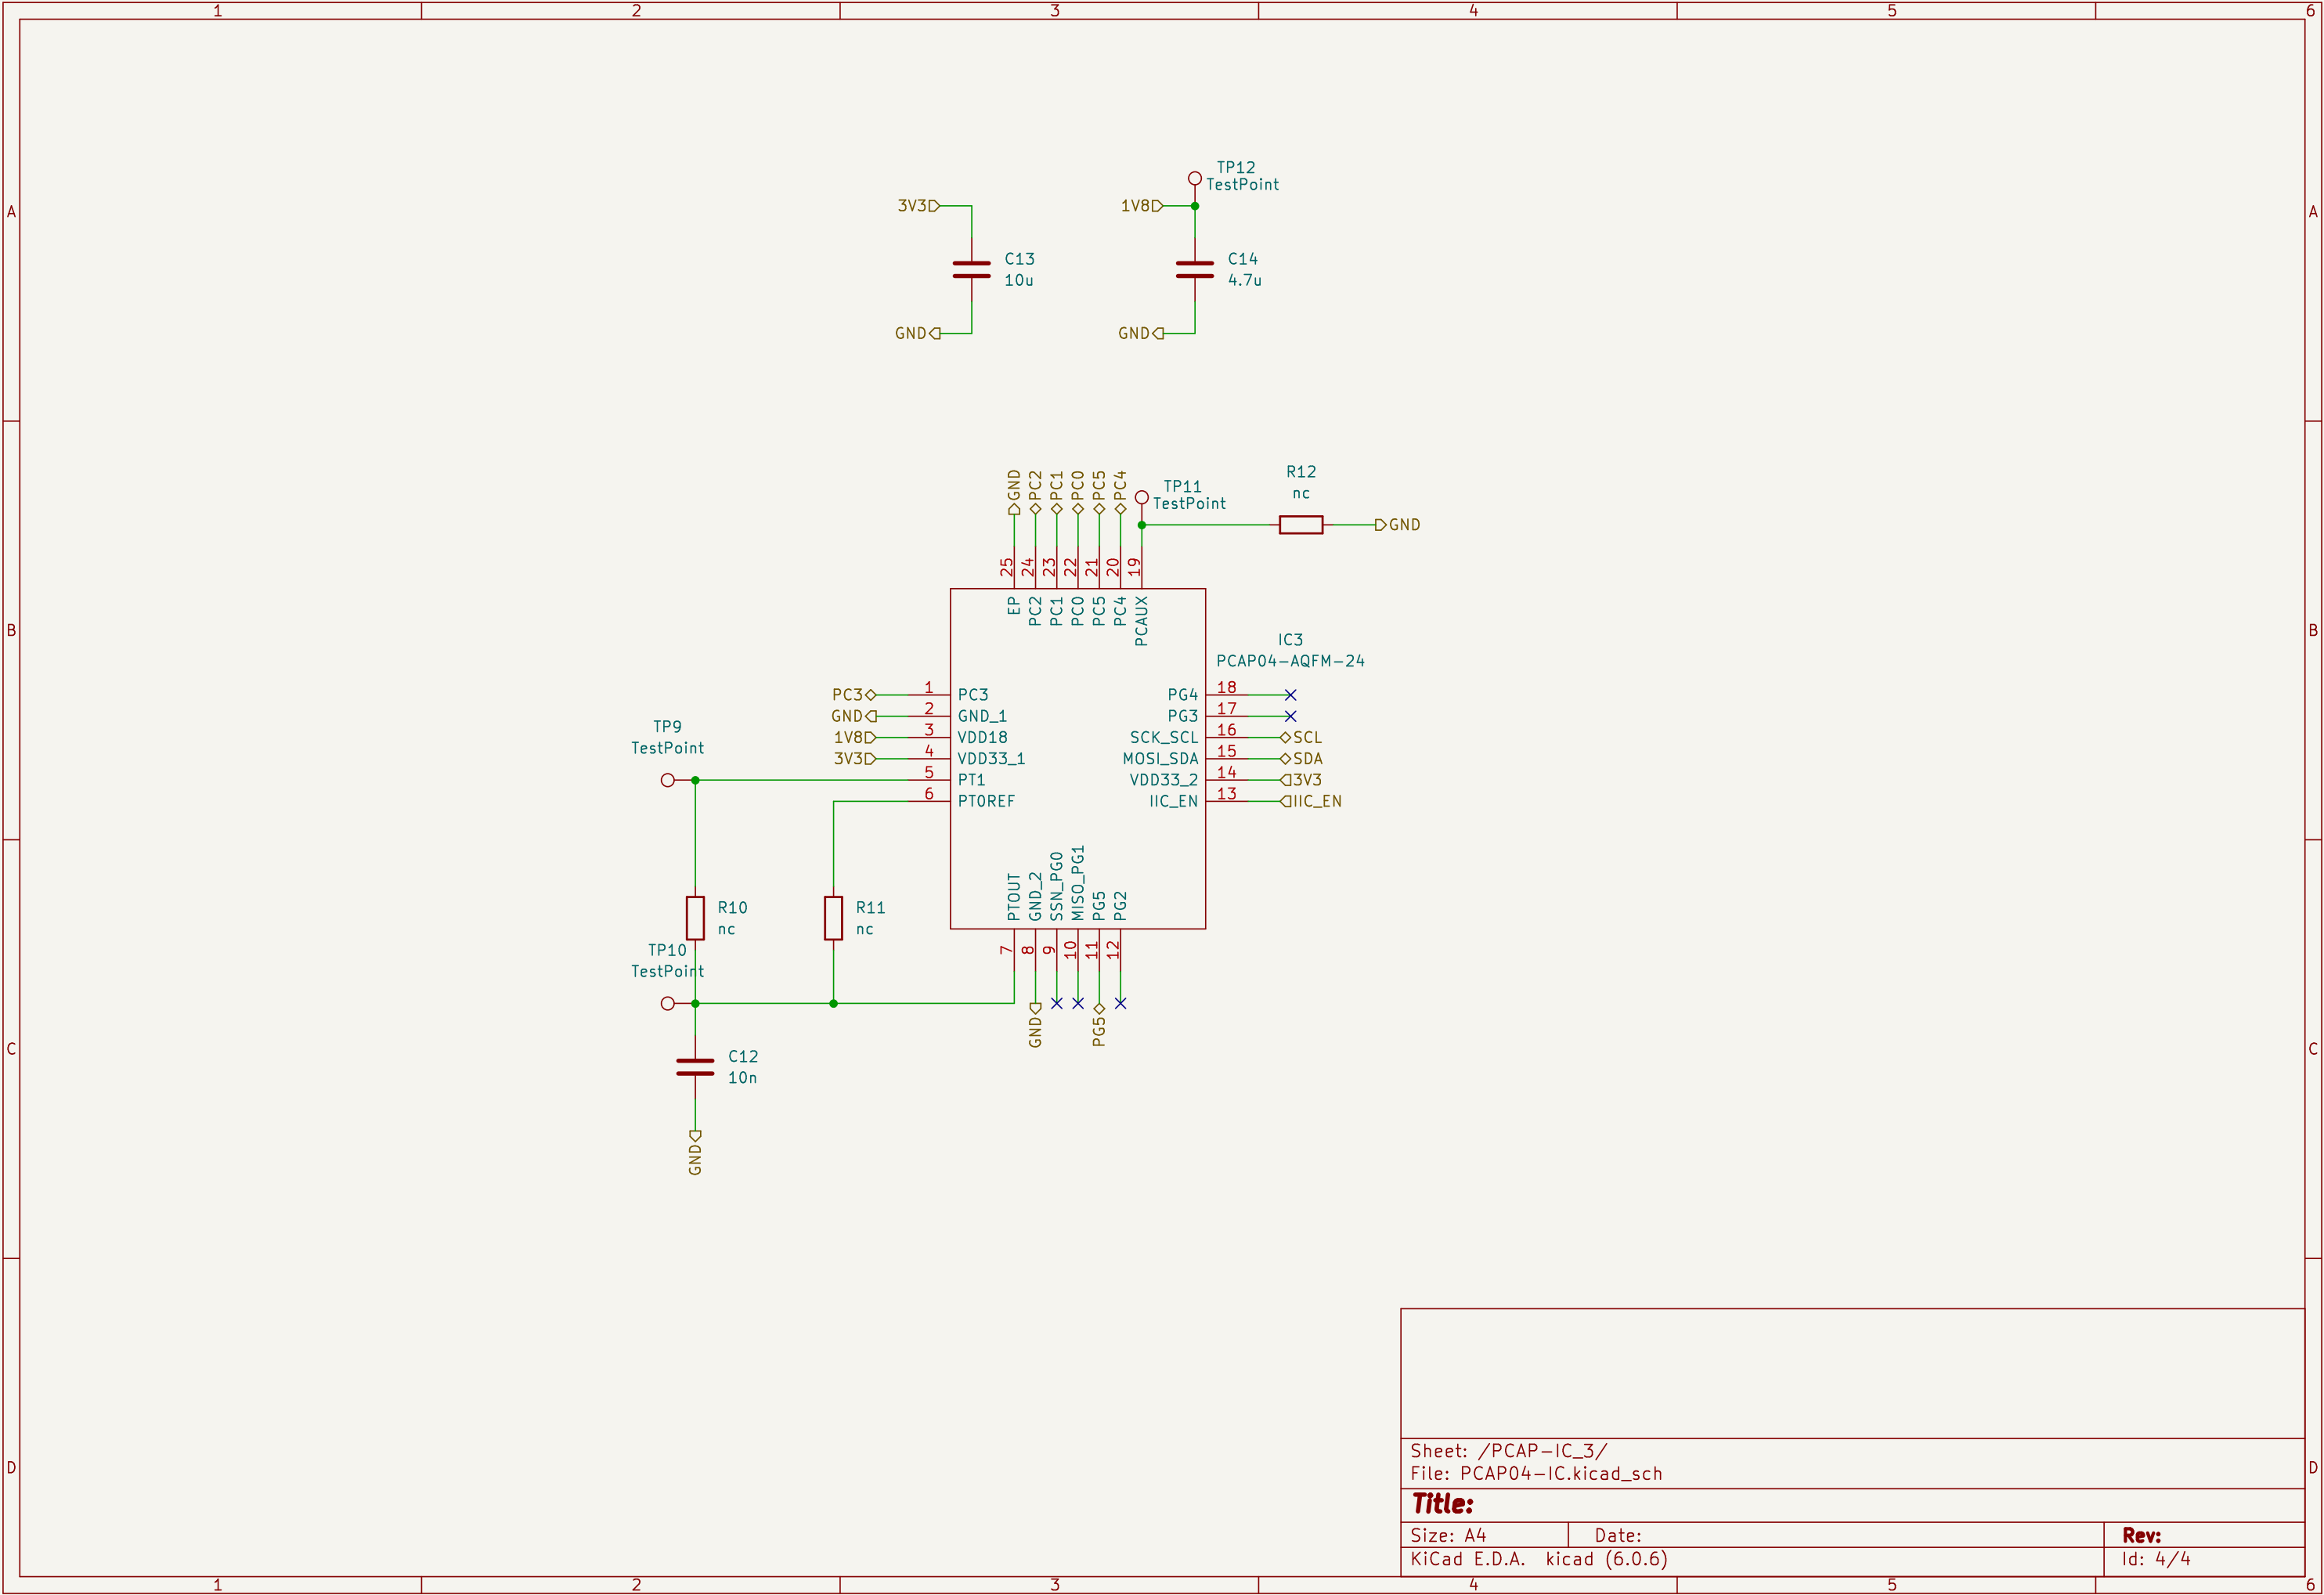 1 2 3 4 5 6
TP12
TestPoint
A A
3V3 1V8
C13 C14
10u 4.7u
GND GND
R12
nc
GND PC2 PC1 PC0 PC5 PC4
TP11
TestPoint
GND
25 24 23 22 21 20 19
EP PC2 PC1 PC0 PC5 PC4 PCAUX
B B
IC3
PCAP04-AQFM-24
PC3 1 PC3 PG4 18
GND 2 GND_1 PG3 17
1V8 3 VDD18 SCK_SCL 16 SCL
3V3 4 VDD33_1 MOSI_SDA 15 SDA
5 PT1 VDD33_2 14 3V3
6 PT0REF IIC_EN 13 IIC_EN
TP9
TestPoint
PTOUT GND_2 SSN_PG0 MISO_PG1 PG5 PG2
7 8 9 10 11 12
R10 R11
nc nc
TP10
TestPoint
GND PG5
C C
C12
10n
GND
D D
Sheet: /PCAP-IC_3/
File: PCAP04-IC.kicad_sch
Title:
Size: A4 Date: Rev:
KiCad E.D.A. kicad (6.0.6) Id: 4/4
1 2 3 4 5 6